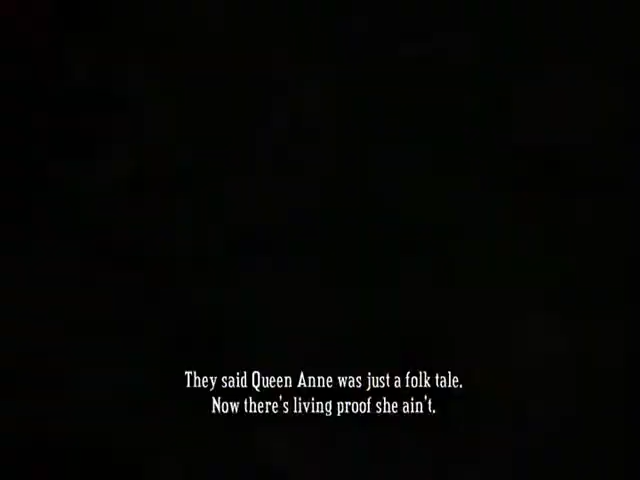 They said Queen Anne was just a folk tale.
Now there's living proof she ain't.